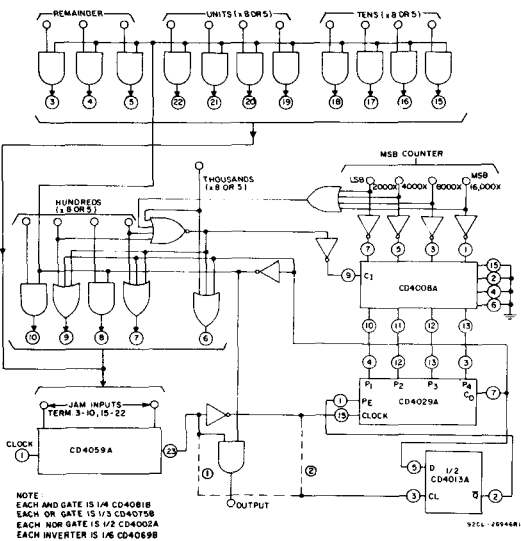 REMAINDER
UNITS (x 8 OR 5)
TENS (x 8 OR 5)
3 4 5 22 21 20 19 18 17 16 15
MSB COUNTER
THOUSANDS
(x 8 OR 5)
LSB 2000X 4000X 8000X MSB
16,000X
HUNDREDS
(x 8 OR 5)
7 5 3 1
9 C1
CD4008A
15
2
4
6
10 9 8 7 6
10 11 12 13
4 12 13 3
P1 P2 P3 P4
1 PE CO 7
CD4029A
15 CLOCK
JAM INPUTS
TERM. 3-10, 15-22
CLOCK
1
CD4059A
23
1
2
5 D
1/2
CD4013A
3 CL Q 2
OUTPUT
NOTE:
EACH AND GATE IS 1/4 CD4081B
EACH OR GATE IS 1/3 CD4075B
EACH NOR GATE IS 1/2 CD4002A
EACH INVERTER IS 1/6 CD4069B
92CL-28946R1